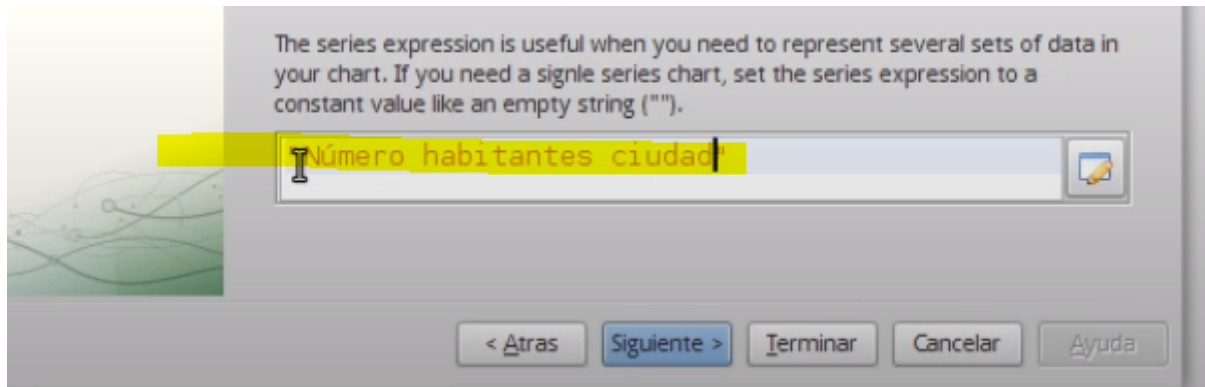 The series expression is useful when you need to represent several sets of data in
your chart. If you need a signle series chart, set the series expression to a
constant value like an empty string ("").
"Número habitantes ciudad"
< Atras Siguiente > Terminar Cancelar Ayuda